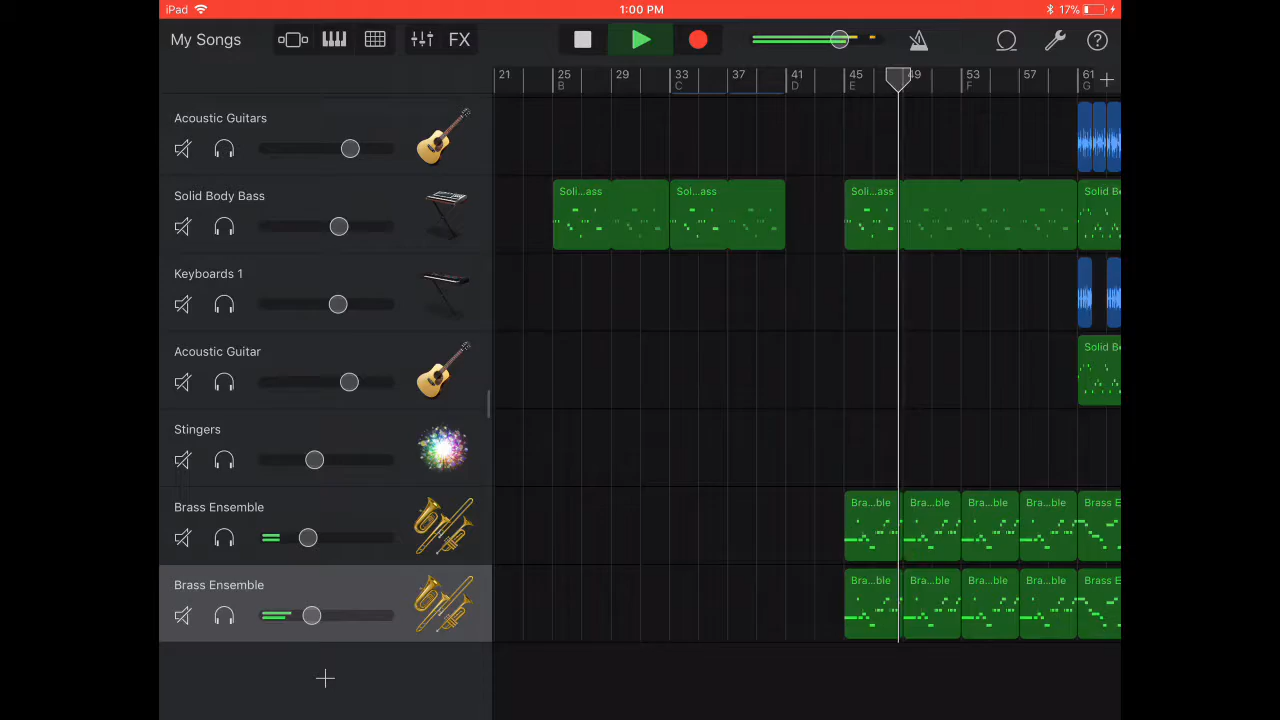 iPad 1:00 PM 17%
My Songs FX
21 25 29 33 37 41 45 49 53 57 61
B C D E F G
Acoustic Guitars
Solid Body Bass
Soli...ass Sol...ass Soli...ass Solid B
Keyboards 1
Acoustic Guitar
Solid B
Stingers
Brass Ensemble
Bra...ble Bra...ble Bra...ble Bra...ble Brass E
Brass Ensemble
Bra...ble Bra...ble Bra...ble Bra...ble Brass E